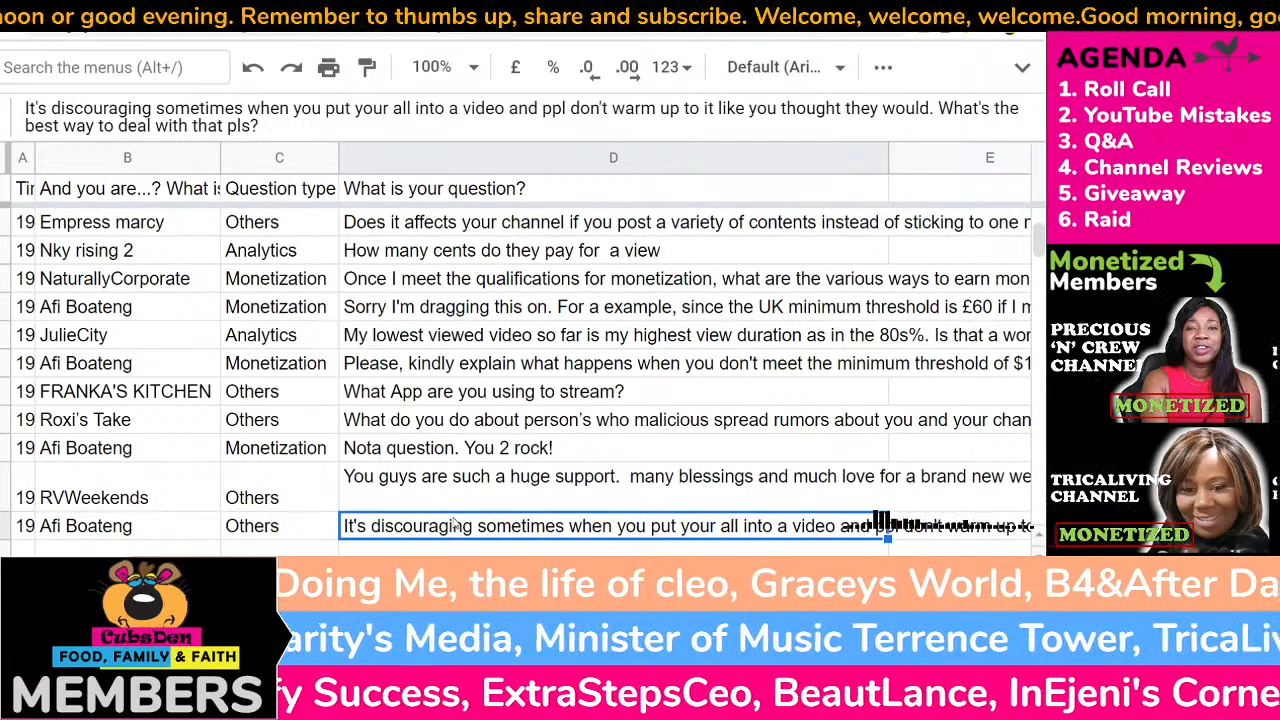 oon or good evening. Remember to thumbs up, share and subscribe. Welcome, welcome, welcome.Good morning, goo
Search the menus (Alt+/)
100%
£
%
.0
.00
123
Default (Ari...
It's discouraging sometimes when you put your all into a video and ppl don't warm up to it like you thought they would. What's the
best way to deal with that pls?
A B C D E
Tir And you are...? What is Question type What is your question?
19 Empress marcy Others Does it affects your channel if you post a variety of contents instead of sticking to one n
19 Nky rising 2 Analytics How many cents do they pay for a view
19 NaturallyCorporate Monetization Once I meet the qualifications for monetization, what are the various ways to earn mon
19 Afi Boateng Monetization Sorry I'm dragging this on. For a example, since the UK minimum threshold is £60 if I m
19 JulieCity Analytics My lowest viewed video so far is my highest view duration as in the 80s%. Is that a wor
19 Afi Boateng Monetization Please, kindly explain what happens when you don't meet the minimum threshold of $1
19 FRANKA'S KITCHEN Others What App are you using to stream?
19 Roxi's Take Others What do you do about person's who malicious spread rumors about you and your chan
19 Afi Boateng Monetization Nota question. You 2 rock!
19 RVWeekends Others You guys are such a huge support. many blessings and much love for a brand new we
19 Afi Boateng Others It's discouraging sometimes when you put your all into a video and ppl don't warm up to
AGENDA
1. Roll Call
2. YouTube Mistakes
3. Q&A
4. Channel Reviews
5. Giveaway
6. Raid
Monetized
Members
PRECIOUS
'N' CREW
CHANNEL
MONETIZED
TRICALIVING
CHANNEL
MONETIZED
CubsDen
FOOD, FAMILY & FAITH
MEMBERS
Doing Me, the life of cleo, Graceys World, B4&After Da
arity's Media, Minister of Music Terrence Tower, TricaLiv
fy Success, ExtraStepsCeo, BeautLance, InEjeni's Corne